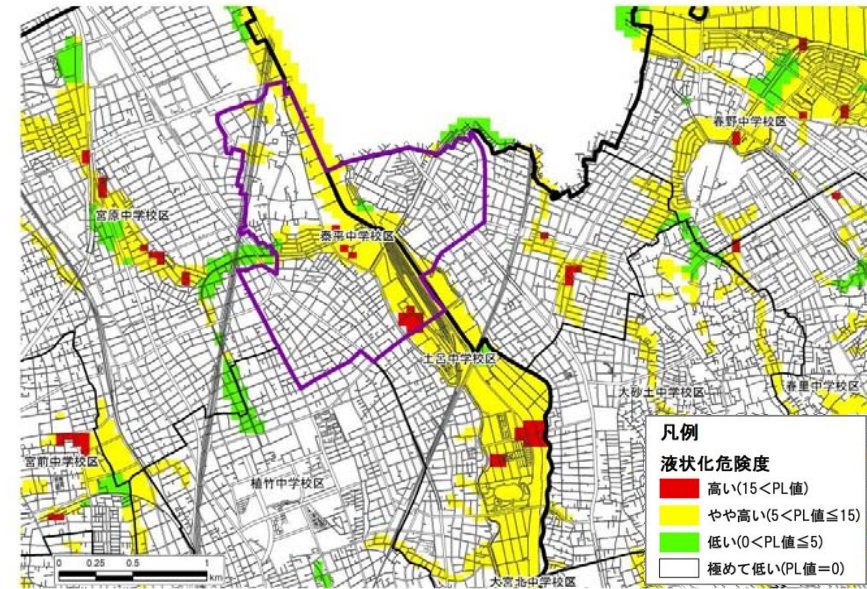 春野中学校区
宮原中学校区
泰平中学校区
土呂中学校区
大砂土中学校区
春里中学校区
宮前中学校区
植竹中学校区
大宮北中学校区
0 0.25 0.5 1
km
凡例
液状化危険度
高い(15<PL値)
やや高い(5<PL値≦15)
低い(0<PL値≦5)
極めて低い(PL値=0)